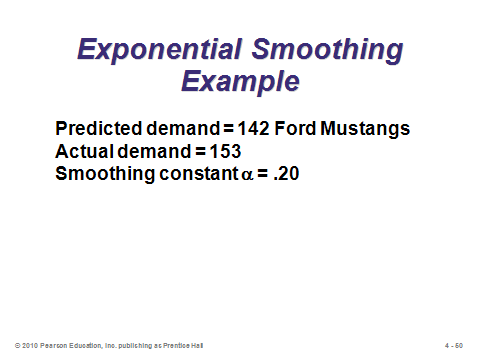 Exponential Smoothing
Example
Predicted demand = 142 Ford Mustangs
Actual demand = 153
Smoothing constant α = .20
© 2010 Pearson Education, Inc. publishing as Prentice Hall
4 - 50